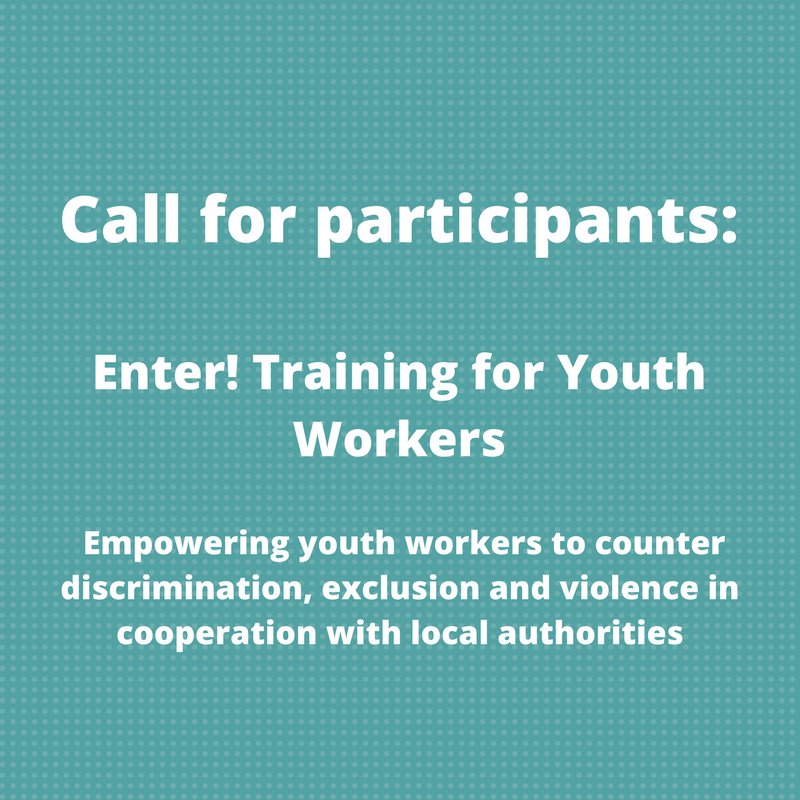 Call for participants:
Enter! Training for Youth
Workers
Empowering youth workers to counter
discrimination, exclusion and violence in
cooperation with local authorities